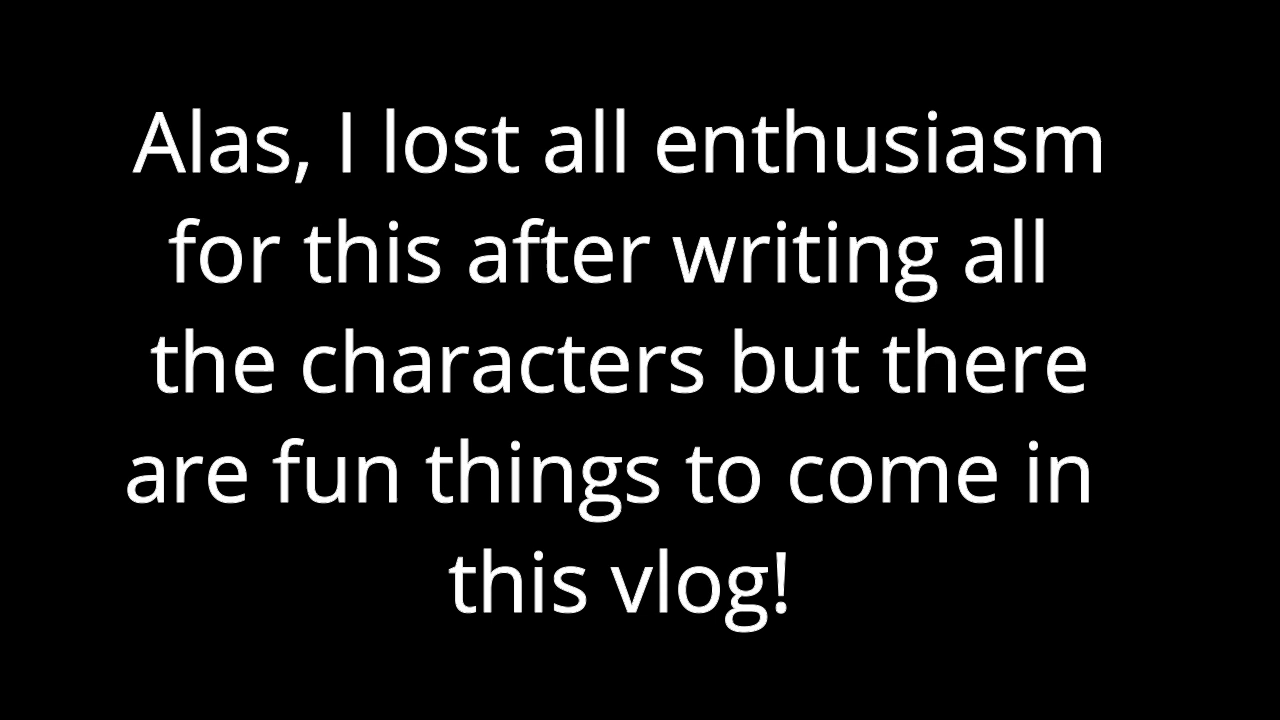 Alas, I lost all enthusiasm
for this after writing all
the characters but there
are fun things to come in
this vlog!